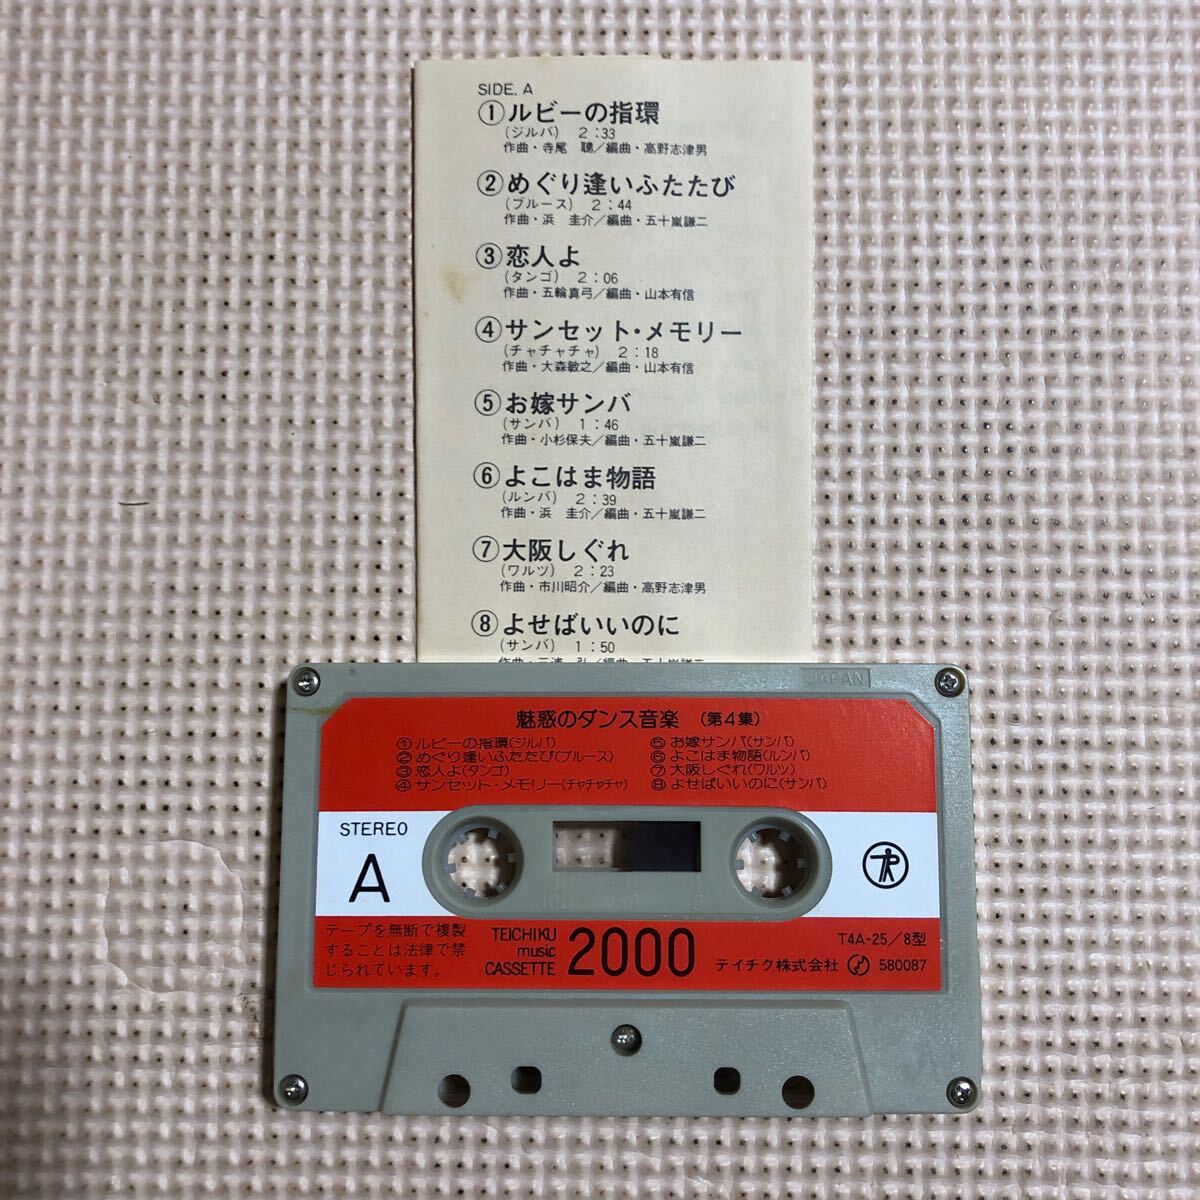 SIDE. A
①ルビーの指環
(ジルバ) 2:33
作曲・寺尾 聰/編曲・高野志津男
②めぐり逢いふたたび
(ブルース) 2:44
作曲・浜 圭介/編曲・五十嵐謙二
③恋人よ
(タンゴ) 2:06
作曲・五輪真弓/編曲・山本有信
④サンセット・メモリー
(チャチャチャ) 2:18
作曲・大森敏之/編曲・山本有信
⑤お嫁サンバ
(サンバ) 1:46
作曲・小杉保夫/編曲・五十嵐謙二
⑥よこはま物語
(ルンバ) 2:39
作曲・浜 圭介/編曲・五十嵐謙二
⑦大阪しぐれ
(ワルツ) 2:23
作曲・市川昭介/編曲・高野志津男
⑧よせばいいのに
(サンバ) 1:50
作曲・三浦 弘/編曲・五十嵐謙二
JAPAN
魅惑のダンス音楽 (第4集)
①ルビーの指環(ジルバ)
②めぐり逢いふたたび(ブルース)
③恋人よ(タンゴ)
④サンセット・メモリー(チャチャチャ)
⑤お嫁サンバ(サンバ)
⑥よこはま物語(ルンバ)
⑦大阪しぐれ(ワルツ)
⑧よせばいいのに(サンバ)
STEREO
A
100 50 0
テープを無断で複製
することは法律で禁
じられています。
TEICHIKU
music
CASSETTE
2000
T4A-25/8型
テイチク株式会社 580087